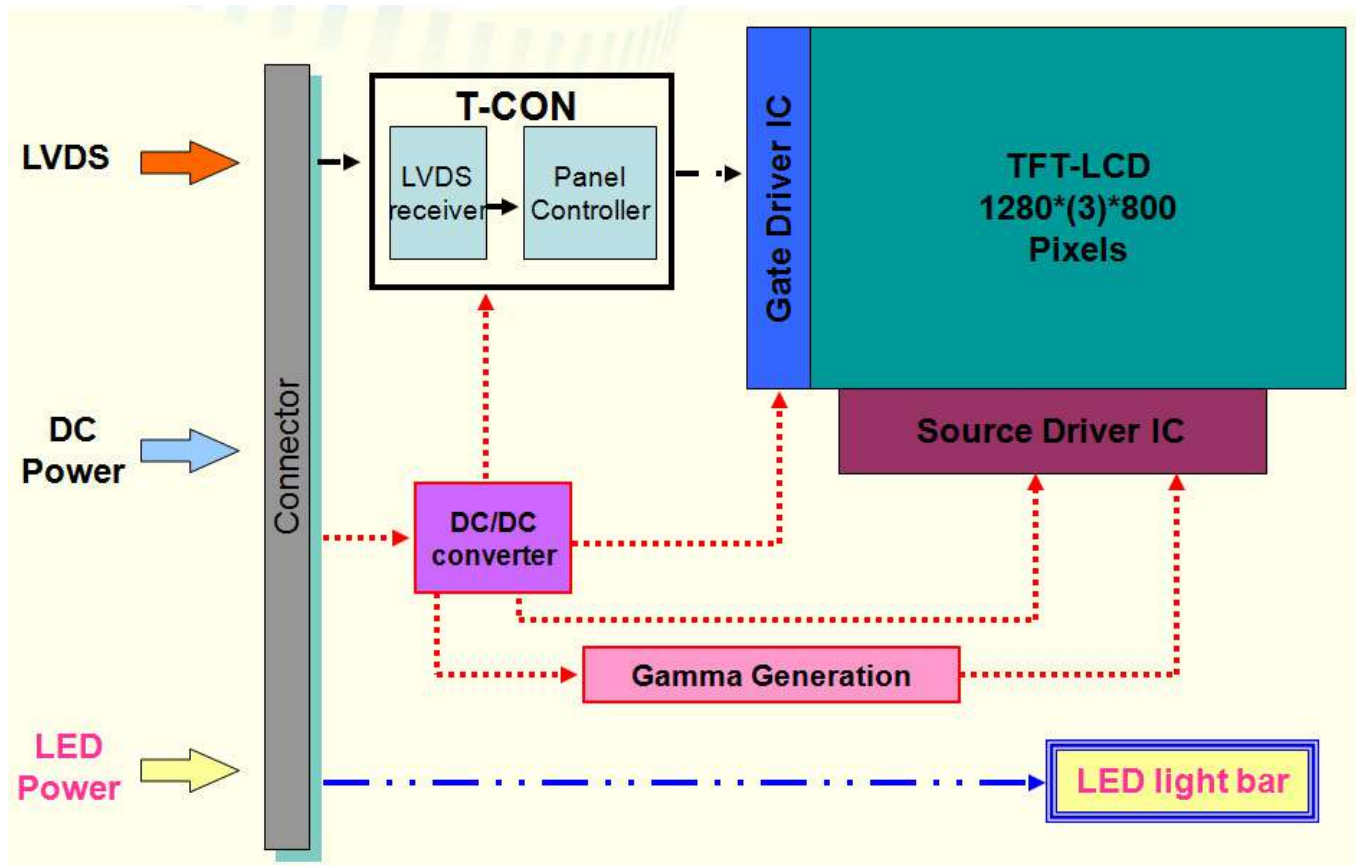 LVDS
DC
Power
LED
Power
Connector
T-CON
LVDS
receiver
Panel
Controller
Gate Driver IC
TFT-LCD
1280*(3)*800
Pixels
Source Driver IC
DC/DC
converter
Gamma Generation
LED light bar